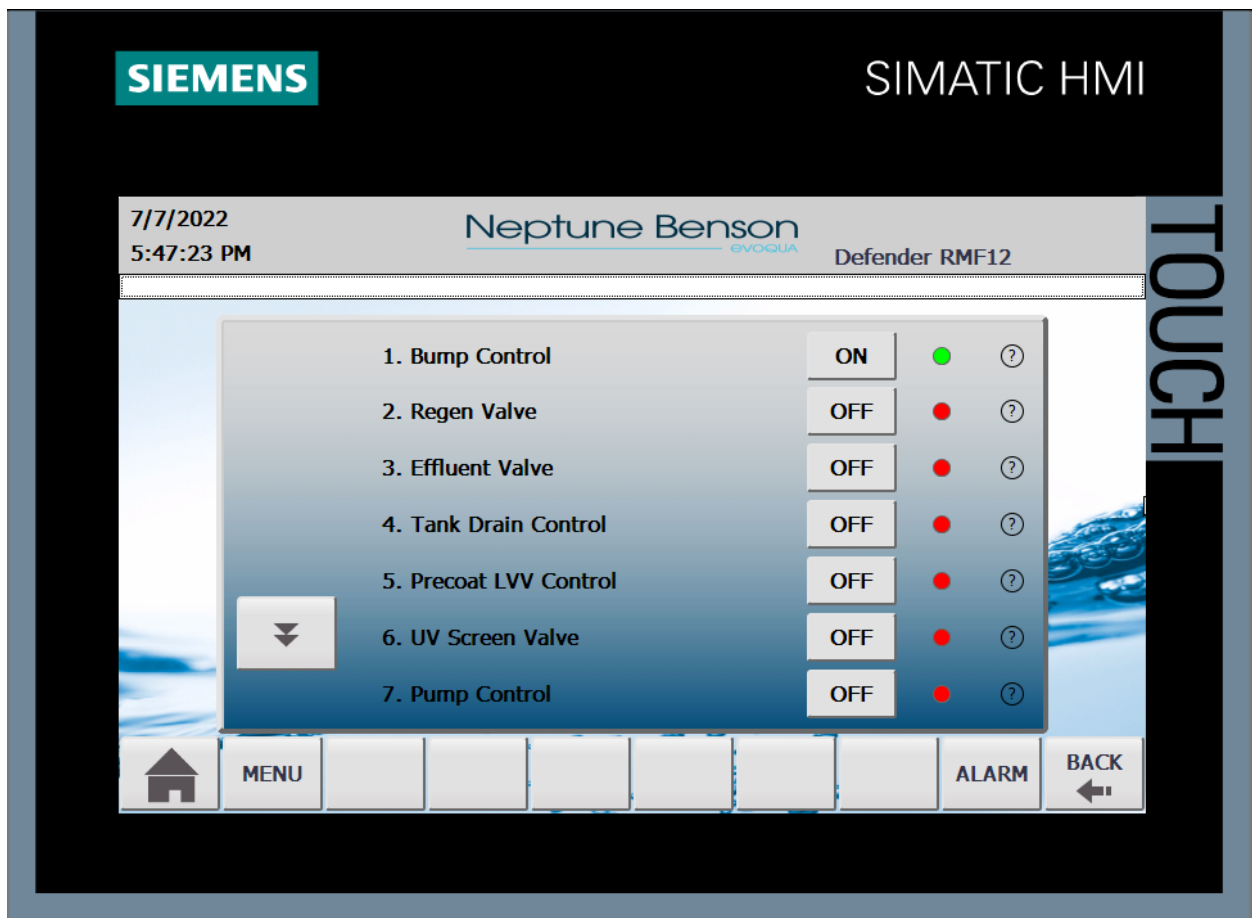 SIEMENS
SIMATIC HMI
TOUCH
7/7/2022
5:47:23 PM
Neptune Benson
EVOQUA
Defender RMF12
1. Bump Control ON ?
2. Regen Valve OFF ?
3. Effluent Valve OFF ?
4. Tank Drain Control OFF ?
5. Precoat LVV Control OFF ?
6. UV Screen Valve OFF ?
7. Pump Control OFF ?
MENU
ALARM
BACK